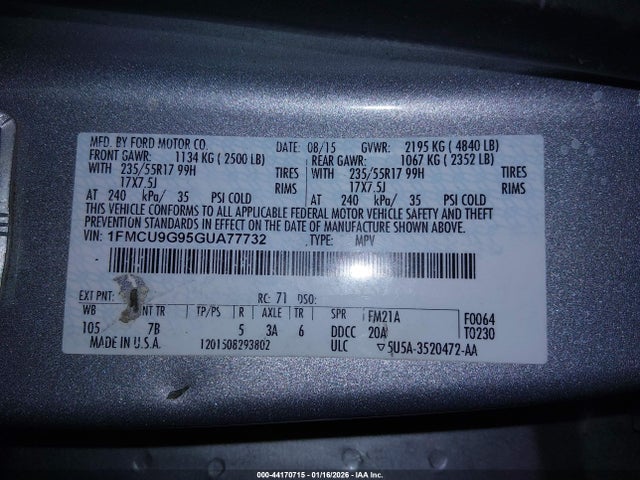 MFD. BY FORD MOTOR CO. DATE: 08/15 GVWR: 2195 KG ( 4840 LB)
FRONT GAWR: 1134 KG (2500 LB) REAR GAWR: 1067 KG (2352 LB)
WITH 235/55R17 99H TIRES WITH 235/55R17 99H TIRES
17X7.5J RIMS 17X7.5J RIMS
AT 240 kPa/ 35 PSI COLD AT 240 kPa/ 35 PSI COLD
THIS VEHICLE CONFORMS TO ALL APPLICABLE FEDERAL MOTOR VEHICLE SAFETY AND THEFT
PREVENTION STANDARDS IN EFFECT ON THE DATE OF MANUFACTURE SHOWN ABOVE.
VIN: 1FMCU9G95GUA77732 TYPE: MPV
EXT PNT: RC: 71 DSO:
WB INT TR TP/PS R AXLE TR SPR FM21A F0064
105 7B 5 3A 6 DDCC 20A T0230
MADE IN U.S.A. 1201508293802 ULC ▽5U5A-3520472-AA
000-44170715 - 01/16/2026 - IAA Inc.